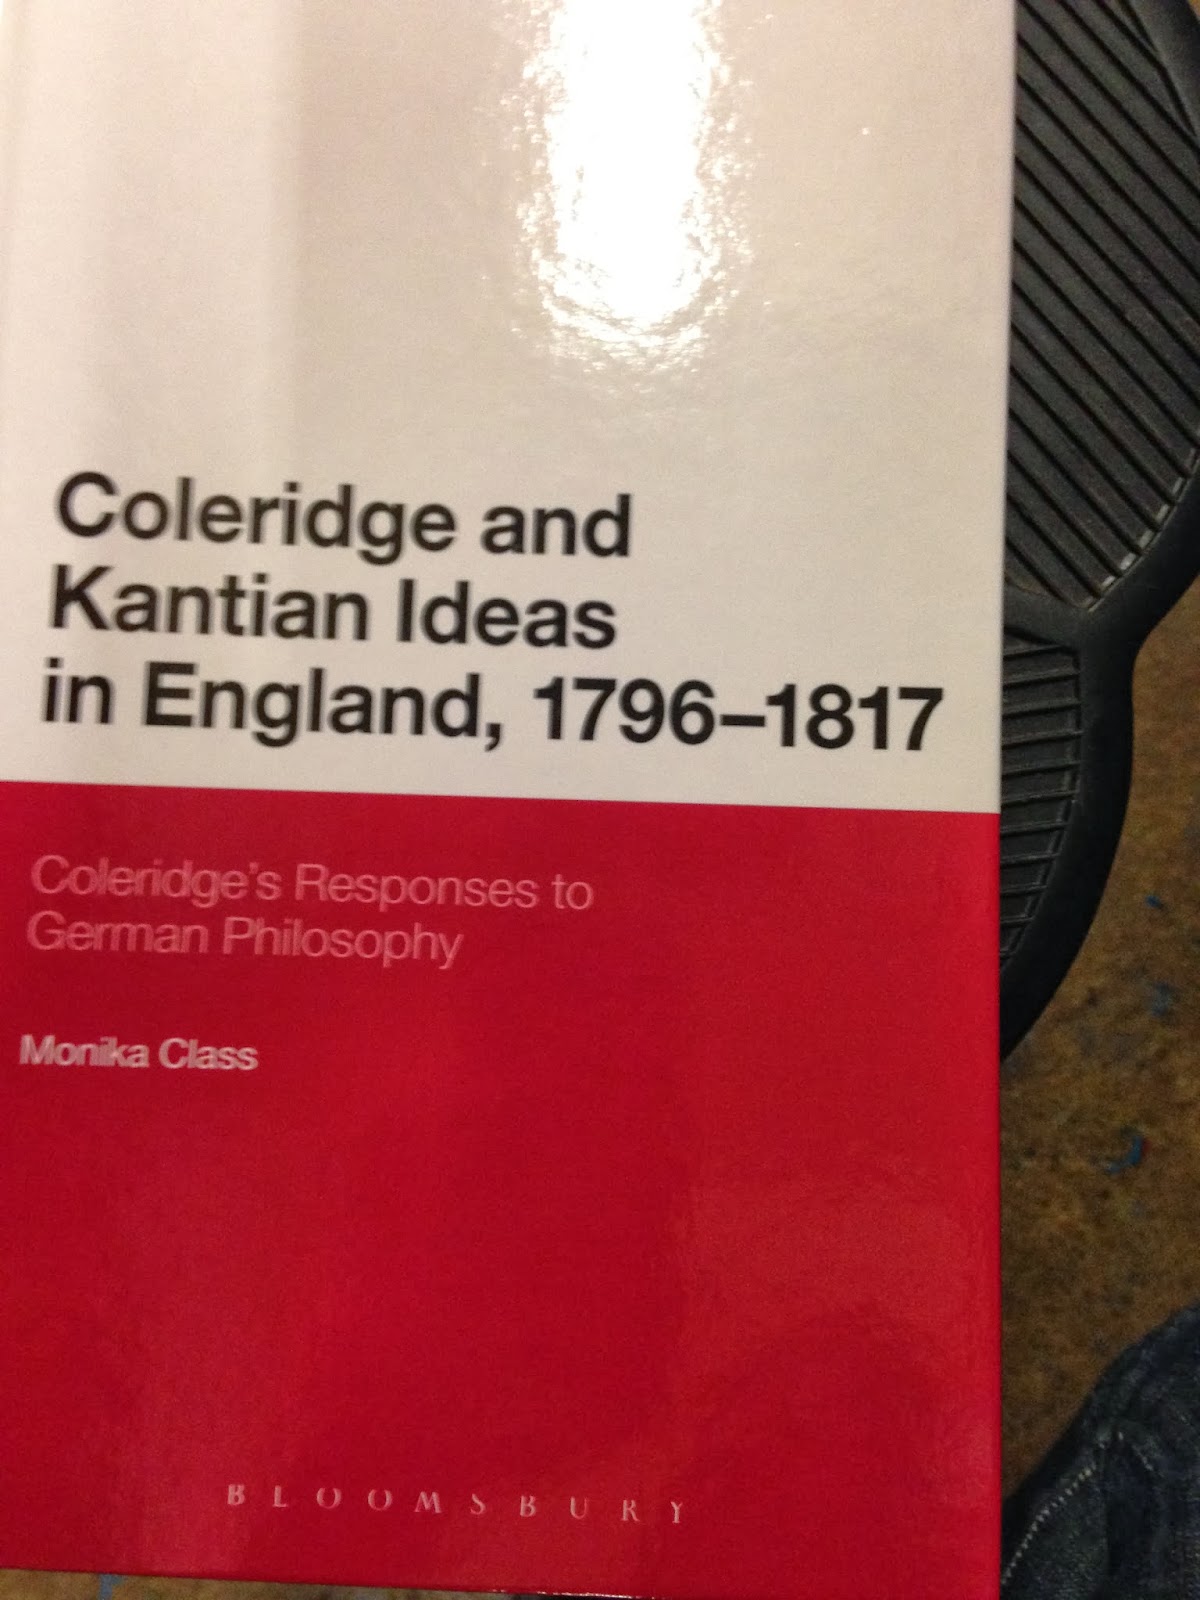 Coleridge and
Kantian Ideas
in England, 1796–1817
Coleridge's Responses to
German Philosophy
Monika Class
BLOOMSBURY